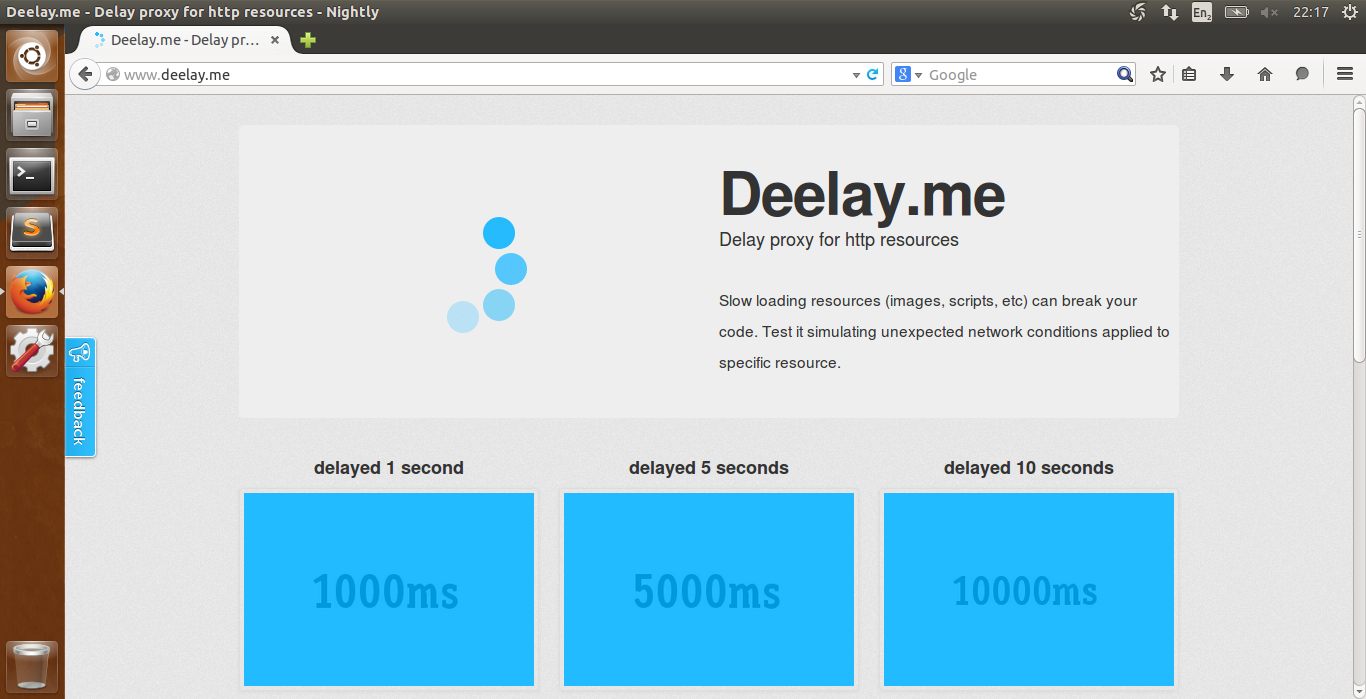 Deelay.me - Delay proxy for http resources - Nightly
En2
22:17
Deelay.me - Delay pr...
www.deelay.me
8
Google
>_
S
feedback
Deelay.me
Delay proxy for http resources
Slow loading resources (images, scripts, etc) can break your
code. Test it simulating unexpected network conditions applied to
specific resource.
delayed 1 second
delayed 5 seconds
delayed 10 seconds
1000ms
5000ms
10000ms